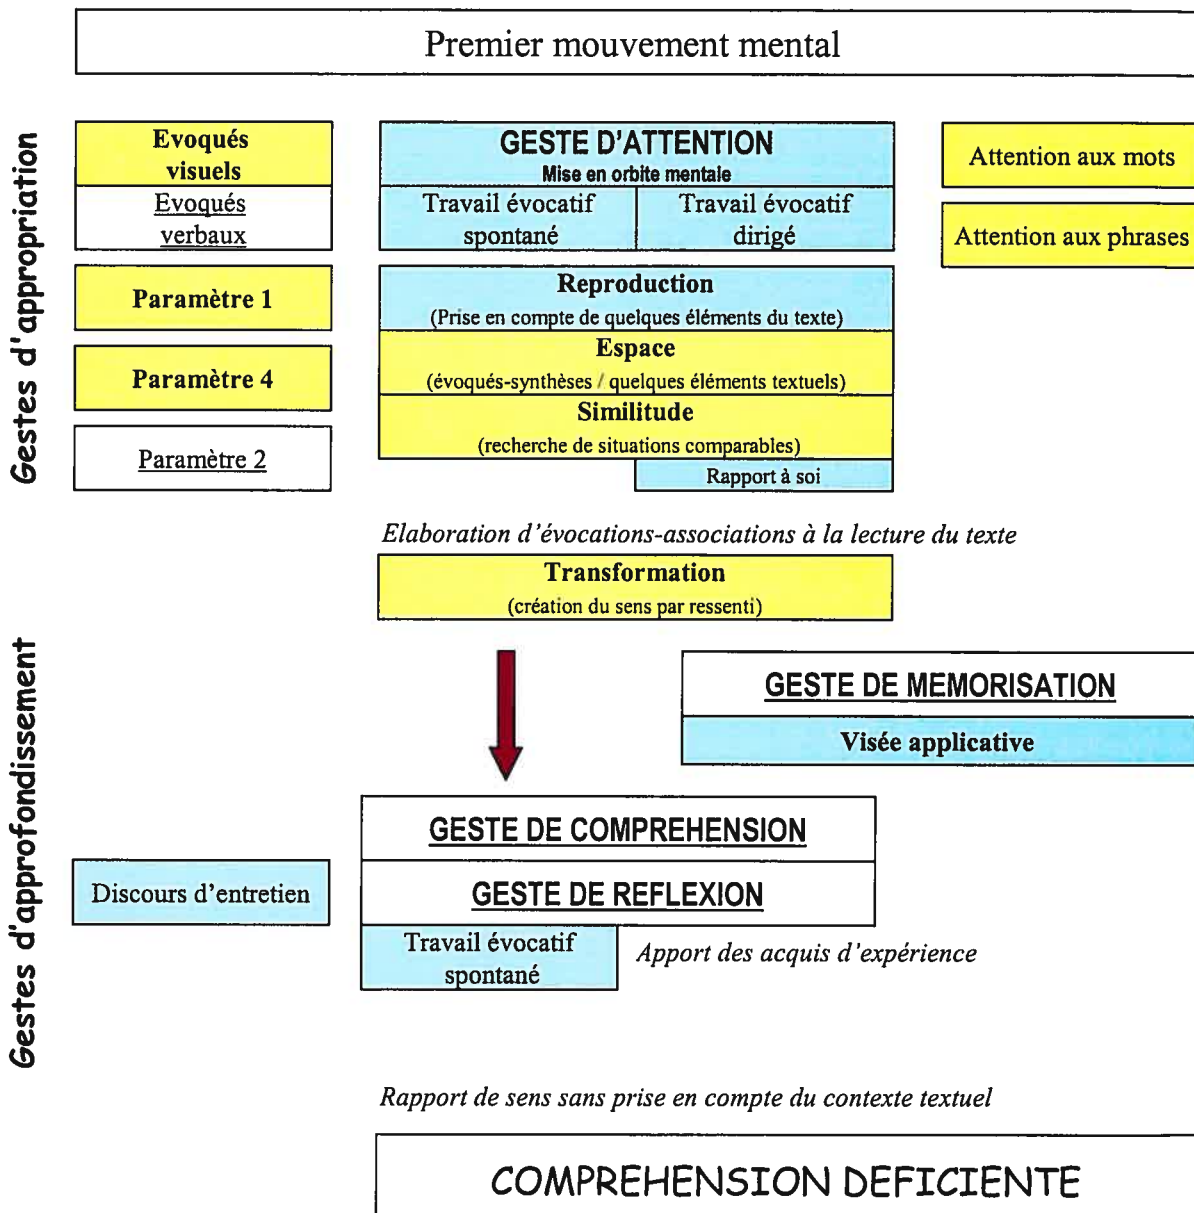 Premier mouvement mental
Gestes d'appropriation
Evoqués
visuels
Evoqués
verbaux
Paramètre 1
Paramètre 4
Paramètre 2
GESTE D'ATTENTION
Mise en orbite mentale
Travail évocatif
spontané
Travail évocatif
dirigé
Attention aux mots
Attention aux phrases
Reproduction
(Prise en compte de quelques éléments du texte)
Espace
(évoqués-synthèses / quelques éléments textuels)
Similitude
(recherche de situations comparables)
Rapport à soi
Elaboration d'évocations-associations à la lecture du texte
Transformation
(création du sens par ressenti)
Gestes d'approfondissement
GESTE DE MEMORISATION
Visée applicative
GESTE DE COMPREHENSION
GESTE DE REFLEXION
Discours d'entretien
Travail évocatif
spontané
Apport des acquis d'expérience
Rapport de sens sans prise en compte du contexte textuel
COMPREHENSION DEFICIENTE